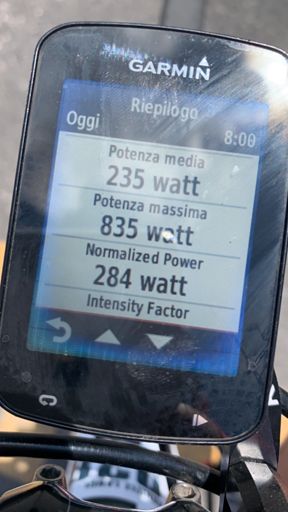 GARMIN
Riepilogo
Oggi 8:00
Potenza media
235 watt
Potenza massima
835 watt
Normalized Power
284 watt
Intensity Factor